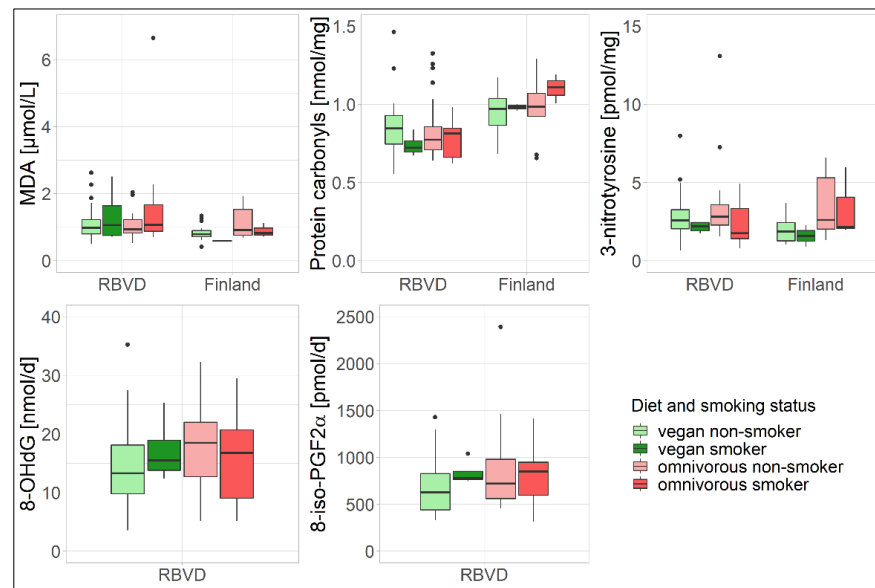 MDA [µmol/L]
6
4
2
0
RBVD
Finland
Protein carbonyls [nmol/mg]
1.5
1.0
0.5
0.0
RBVD
Finland
3-nitrotyrosine [pmol/mg]
15
10
5
0
RBVD
Finland
8-OHdG [nmol/d]
40
30
20
10
0
RBVD
8-iso-PGF2α [pmol/d]
2500
2000
1500
1000
500
0
RBVD
Diet and smoking status
vegan non-smoker
vegan smoker
omnivorous non-smoker
omnivorous smoker